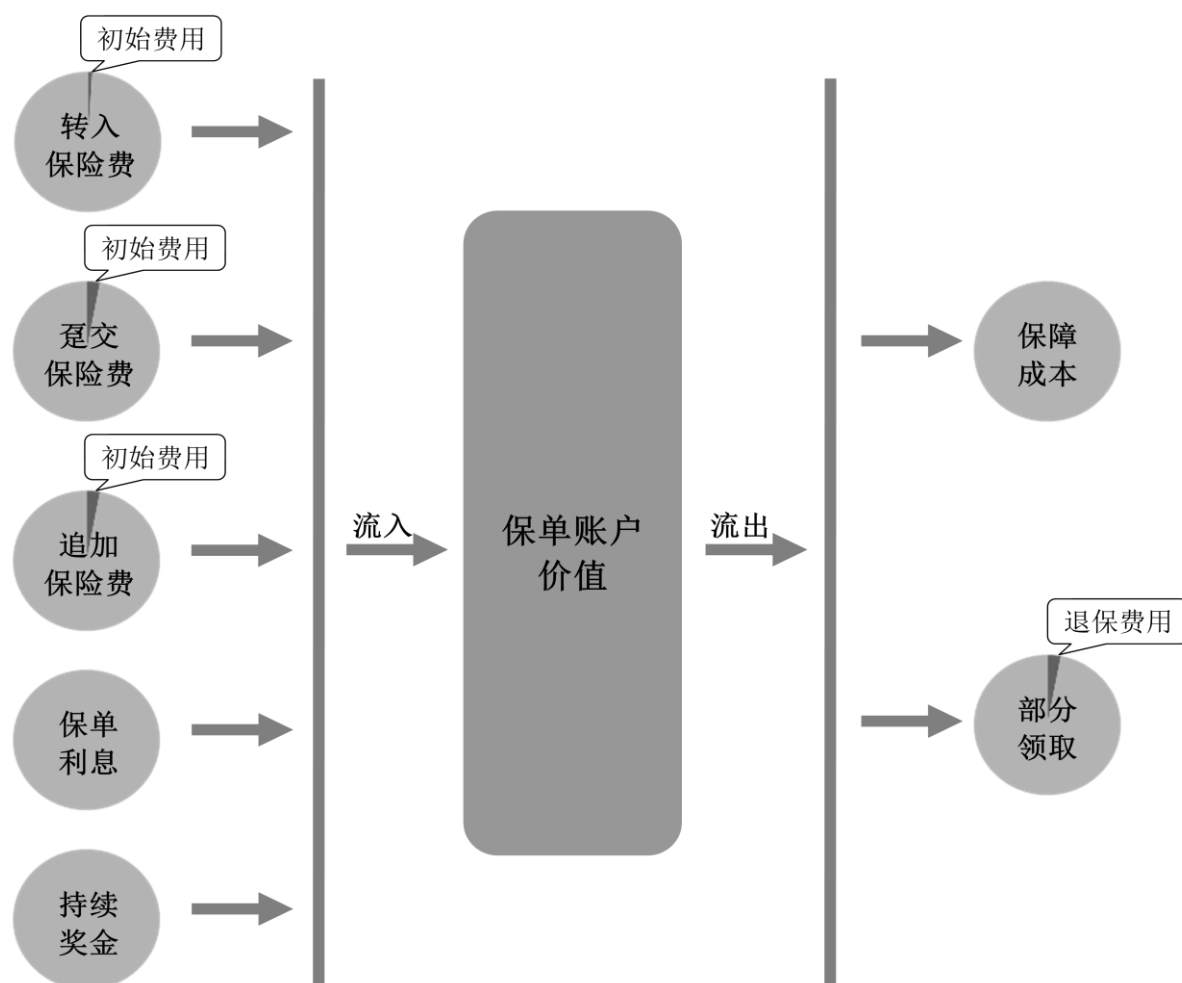 初始费用
转入
保险费
初始费用
趸交
保险费
初始费用
追加
保险费
保单
利息
持续
奖金
流入
保单账户
价值
流出
保障
成本
退保费用
部分
领取